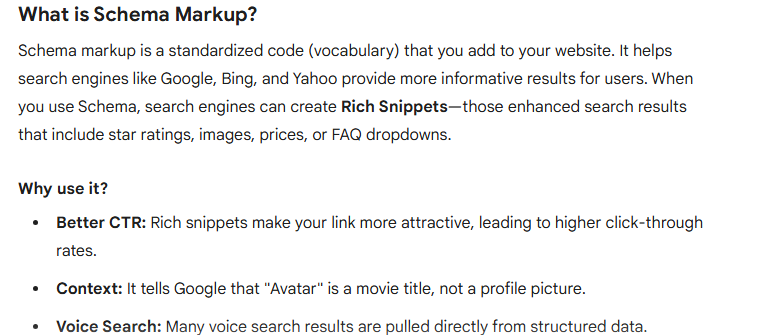 What is Schema Markup?
Schema markup is a standardized code (vocabulary) that you add to your website. It helps
search engines like Google, Bing, and Yahoo provide more informative results for users. When
you use Schema, search engines can create Rich Snippets—those enhanced search results
that include star ratings, images, prices, or FAQ dropdowns.
Why use it?
• Better CTR: Rich snippets make your link more attractive, leading to higher click-through
rates.
• Context: It tells Google that "Avatar" is a movie title, not a profile picture.
• Voice Search: Many voice search results are pulled directly from structured data.